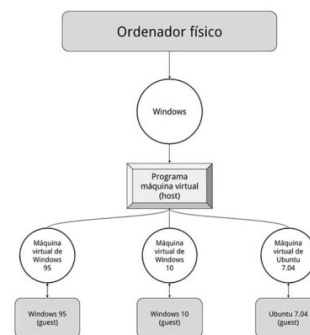 Ordenador físico
Windows
Programa
máquina virtual
(host)
Máquina
virtual de
Windows
95
Máquina
virtual de
Windows
10
Máquina
virtual de
Ubuntu
7.04
Windows 95
(guest)
Windows 10
(guest)
Ubuntu 7.04
(guest)